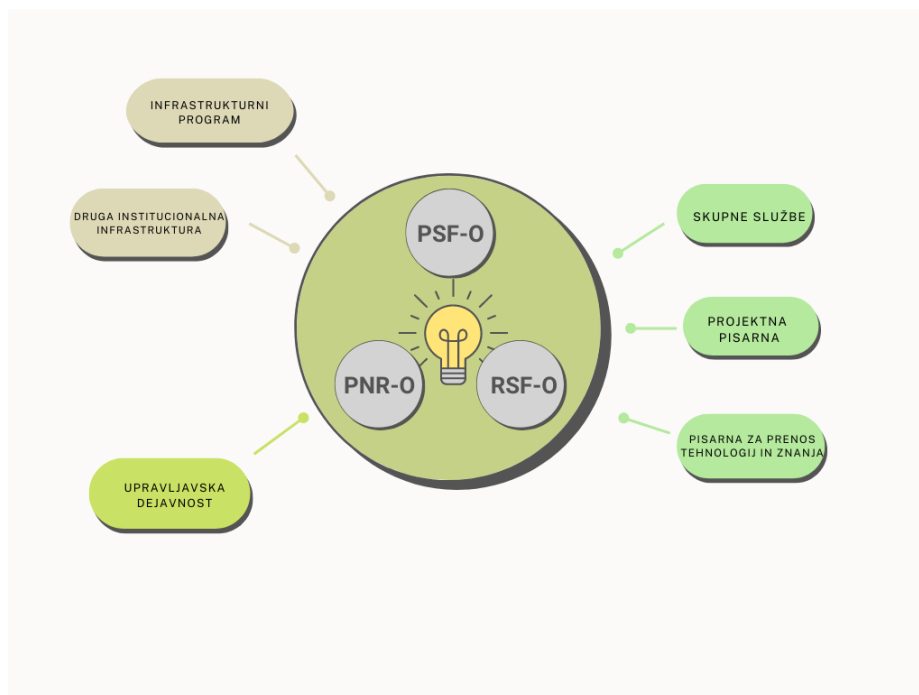 INFRASTRUKTURNI
PROGRAM
DRUGA INSTITUCIONALNA
INFRASTRUKTURA
UPRAVLJAVSKA
DEJAVNOST
PSF-O
PNR-O
RSF-O
SKUPNE SLUŽBE
PROJEKTNA
PISARNA
PISARNA ZA PRENOS
TEHNOLOGIJ IN ZNANJA